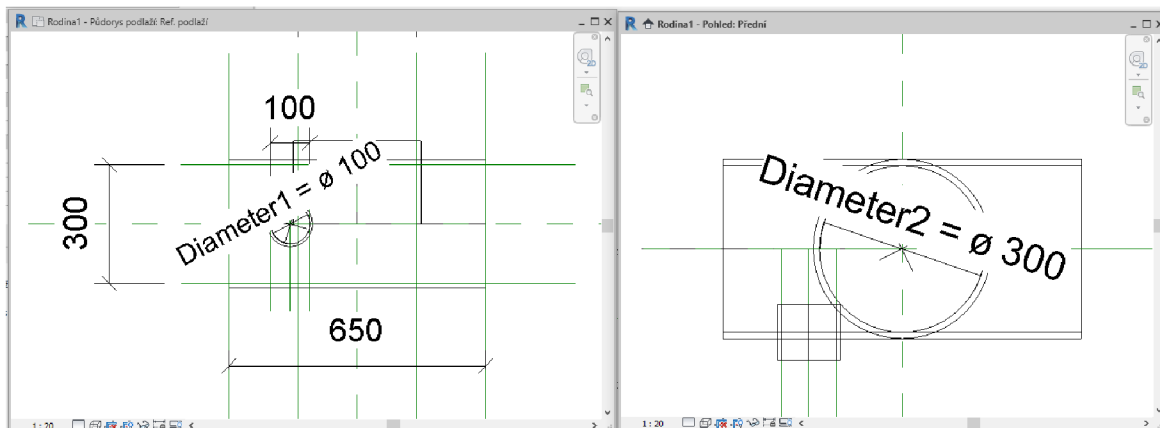 Rodina1 - Půdorys podlaží: Ref. podlaží
100
Diameter1 = ø 100
300
650
1 : 20
Rodina1 - Pohled: Přední
2D
Diameter2 = ø 300
1 : 20